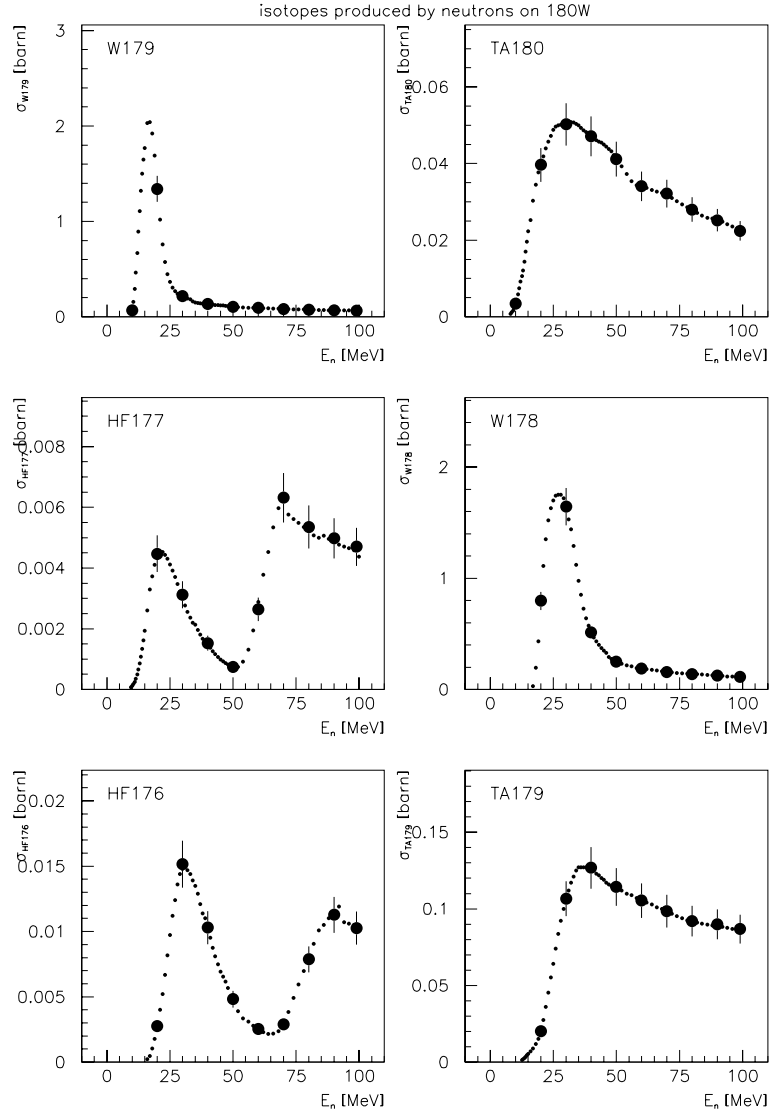 isotopes produced by neutrons on 180W
W179
σW179 [barn]
3
2
1
0
0 25 50 75 100
En [MeV]
TA180
σTA180 [barn]
0.06
0.04
0.02
0
0 25 50 75 100
En [MeV]
HF177
σHF177 [barn]
0.008
0.006
0.004
0.002
0
0 25 50 75 100
En [MeV]
W178
σW178 [barn]
2
1
0
0 25 50 75 100
En [MeV]
HF176
σHF176 [barn]
0.02
0.015
0.01
0.005
0
0 25 50 75 100
En [MeV]
TA179
σTA179 [barn]
0.15
0.1
0.05
0
0 25 50 75 100
En [MeV]